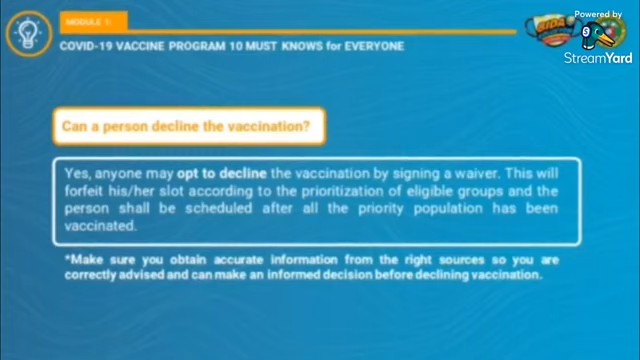 MODULE 1:
COVID-19 VACCINE PROGRAM 10 MUST KNOWS for EVERYONE
Powered by
BIDA
StreamYard
Can a person decline the vaccination?
Yes, anyone may opt to decline the vaccination by signing a waiver. This will
forfeit his/her slot according to the prioritization of eligible groups and the
person shall be scheduled after all the priority population has been
vaccinated.
*Make sure you obtain accurate information from the right sources so you are
correctly advised and can make an informed decision before declining vaccination.